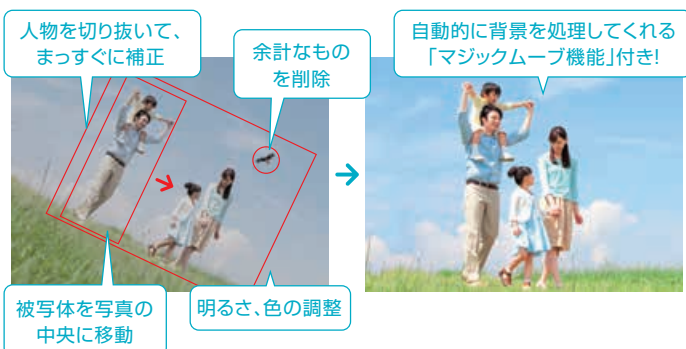 人物を切り抜いて、
まっすぐに補正
余計なもの
を削除
自動的に背景を処理してくれる
「マジックムーブ機能」付き!
被写体を写真の
中央に移動
明るさ、色の調整